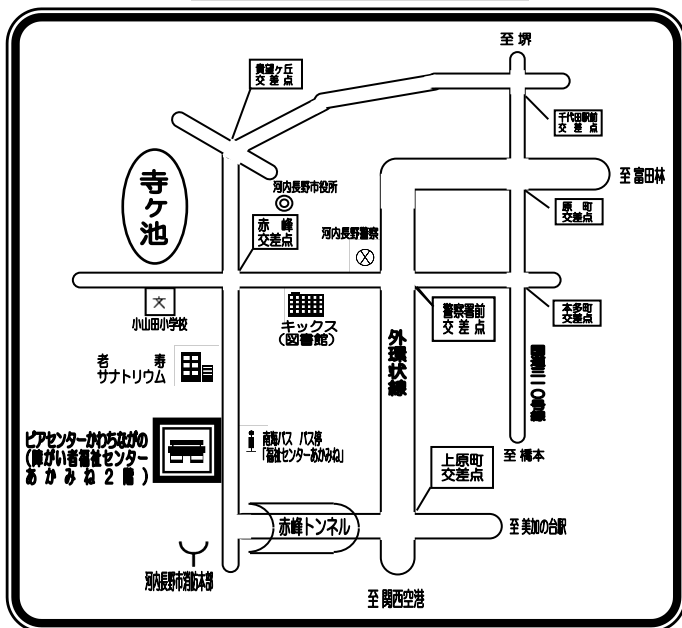 至 堺
貴望ヶ丘
交 差 点
千代田駅前
交 差 点
至 富田林
寺ヶ池
河内長野市役所
原 町
交差点
赤 峰
交差点
河内長野警察
文
小山田小学校
キックス
(図書館)
警察署前
交 差 点
本多町
交差点
外環状線
国道三一〇号線
老 寿
サナトリウム
ピアセンターかわちながの
(障がい者福祉センター
あ か み ね 2 階 )
南海バス バス停
「福祉センターあかみね」
至 橋本
上原町
交差点
赤峰トンネル
至 美加の台駅
河内長野市消防本部
至 関西空港